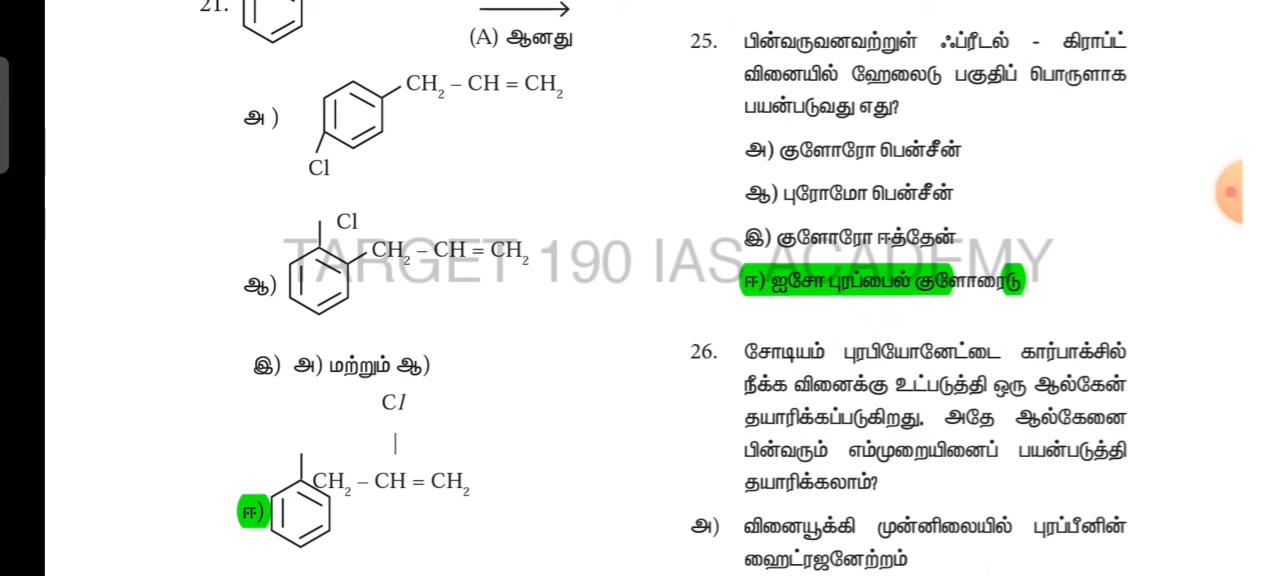 21.
(A) ஆனது
அ)
CH₂ – CH = CH₂
Cl
Cl
CH₂ – CH = CH₂
ஆ)
இ) அ) மற்றும் ஆ)
Cl
|
CH₂ – CH = CH₂
ஈ)
25. பின்வருவனவற்றுள் ஃப்ரீடல் - கிராப்ட்
வினையில் ஹேலைடு பகுதிப் பொருளாக
பயன்படுவது எது?
அ) குளோரோ பென்சீன்
ஆ) புரோமோ பென்சீன்
இ) குளோரோ ஈத்தேன்
ஈ) ஐசோ புரப்பைல் குளோரைடு
26. சோடியம் புரபியோனேட்டை கார்பாக்சில்
நீக்க வினைக்கு உட்படுத்தி ஒரு ஆல்கேன்
தயாரிக்கப்படுகிறது. அதே ஆல்கேனை
பின்வரும் எம்முறையினைப் பயன்படுத்தி
தயாரிக்கலாம்?
அ) வினையூக்கி முன்னிலையில் புரப்பீனின்
ஹைட்ரஜனேற்றம்
TARGET 190 IAS ACADEMY